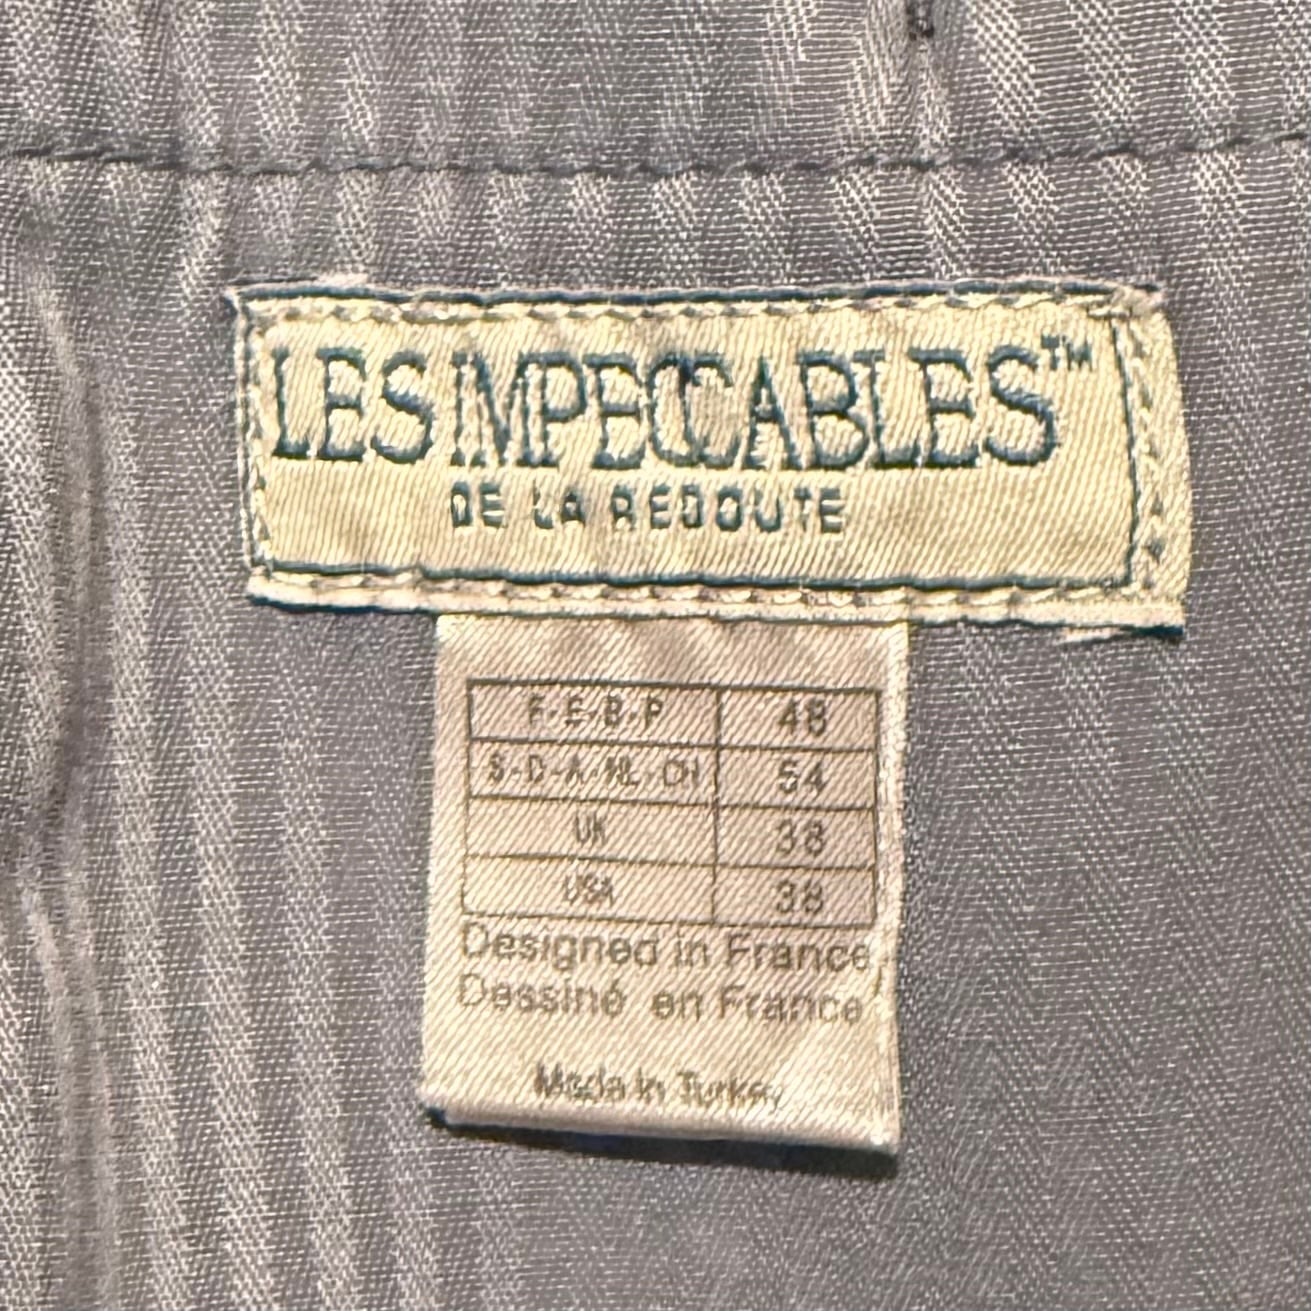 LES IMPECCABLES™
DE LA REDOUTE
F-E-B-P 48
S-D-A-NL-CH 54
UK 38
USA 38
Designed in France
Dessiné en France
Made in Turkey